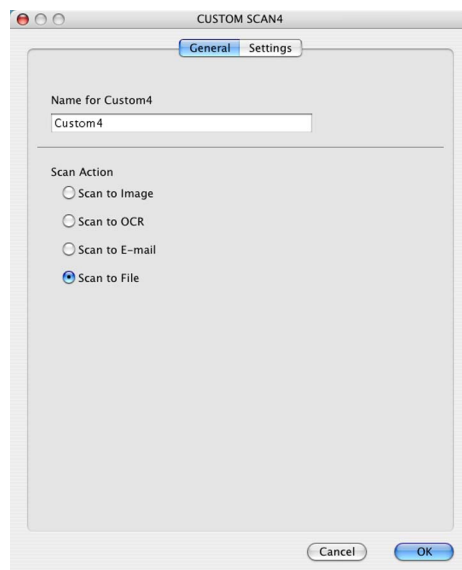 CUSTOM SCAN4
General Settings
Name for Custom4
Custom4
Scan Action
Scan to Image
Scan to OCR
Scan to E-mail
Scan to File
Cancel OK